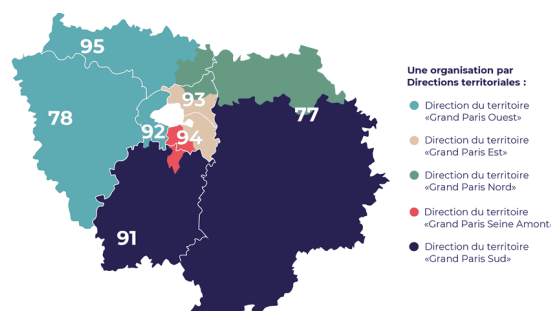 95
78
93
92
94
77
91
Une organisation par
Directions territoriales :
Direction du territoire
«Grand Paris Ouest»
Direction du territoire
«Grand Paris Est»
Direction du territoire
«Grand Paris Nord»
Direction du territoire
«Grand Paris Seine Amont
Direction du territoire
«Grand Paris Sud»